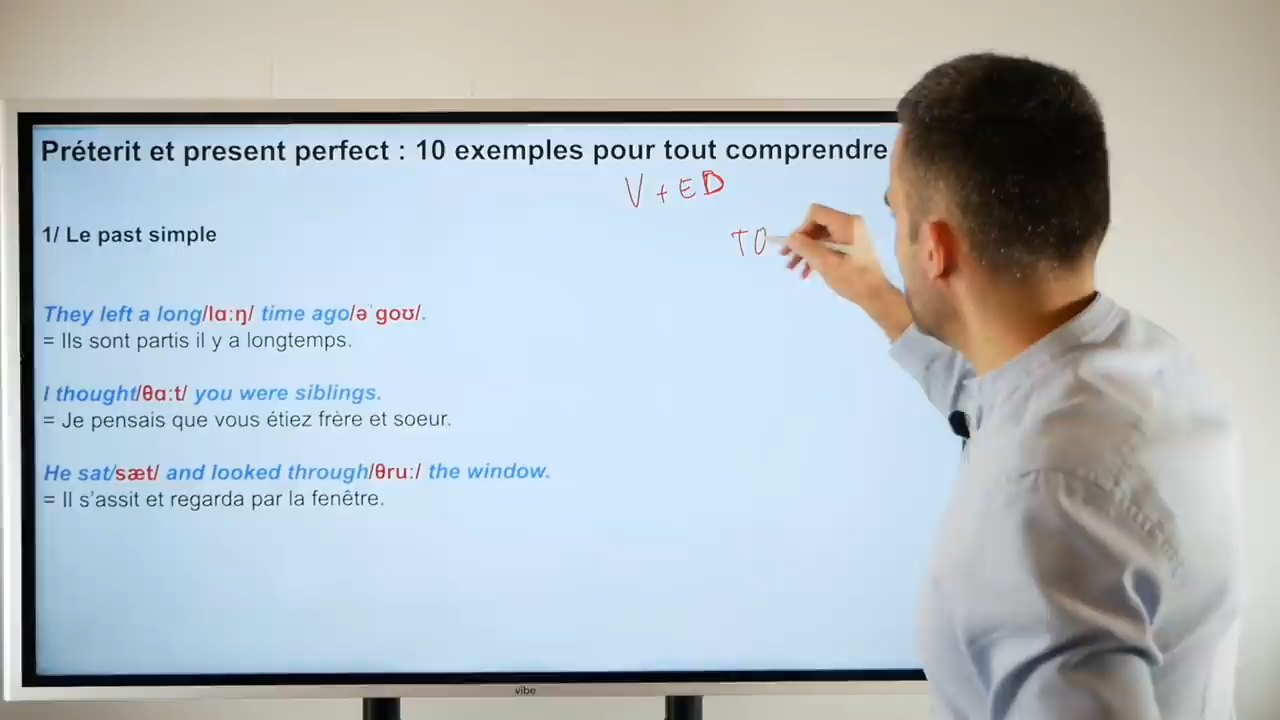 Préterit et present perfect : 10 exemples pour tout comprendre
V + ED
1/ Le past simple
TO
They left a long/lɑːŋ/ time ago/əˈgoʊ/.
= Ils sont partis il y a longtemps.
I thought/θɑːt/ you were siblings.
= Je pensais que vous étiez frère et soeur.
He sat/sæt/ and looked through/θruː/ the window.
= Il s'assit et regarda par la fenêtre.
vibe